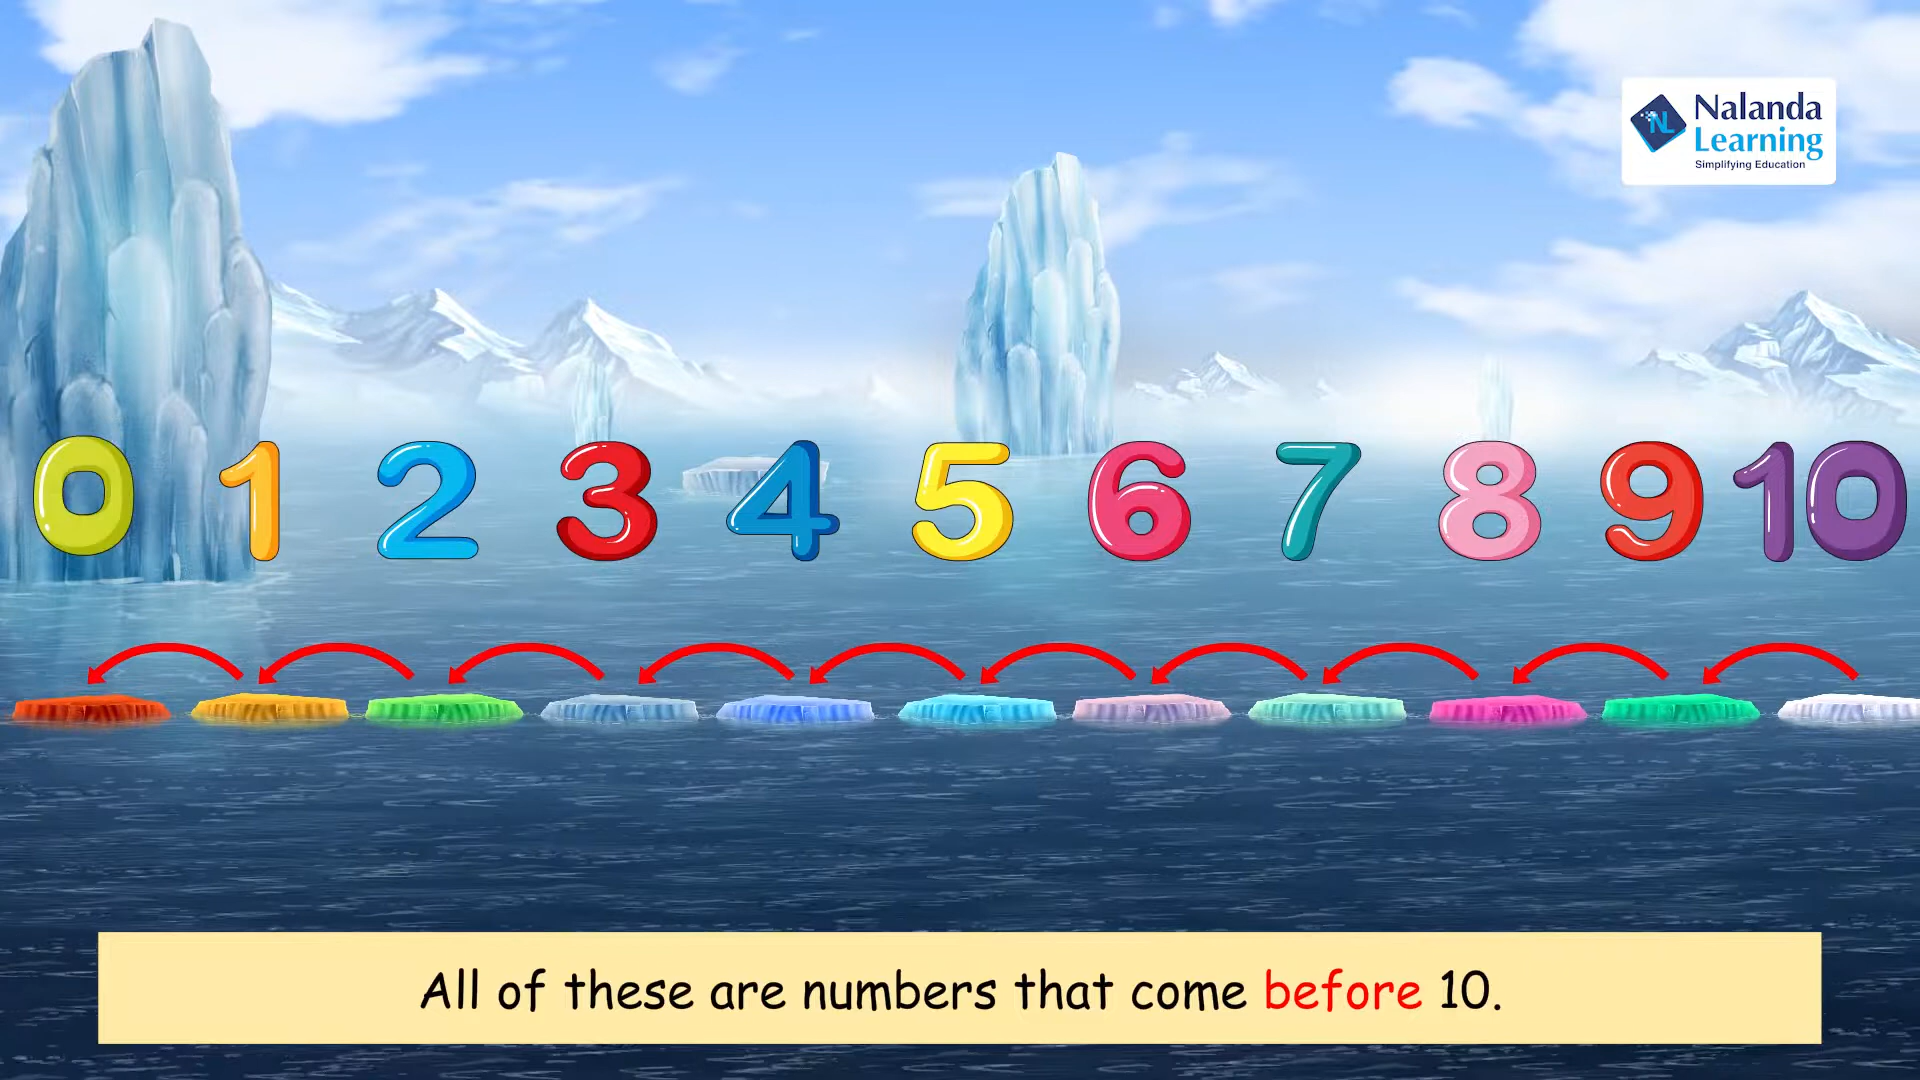 Nalanda
Learning
Simplifying Education
NL
0 1 2 3 4 5 6 7 8 9 10
All of these are numbers that come before 10.